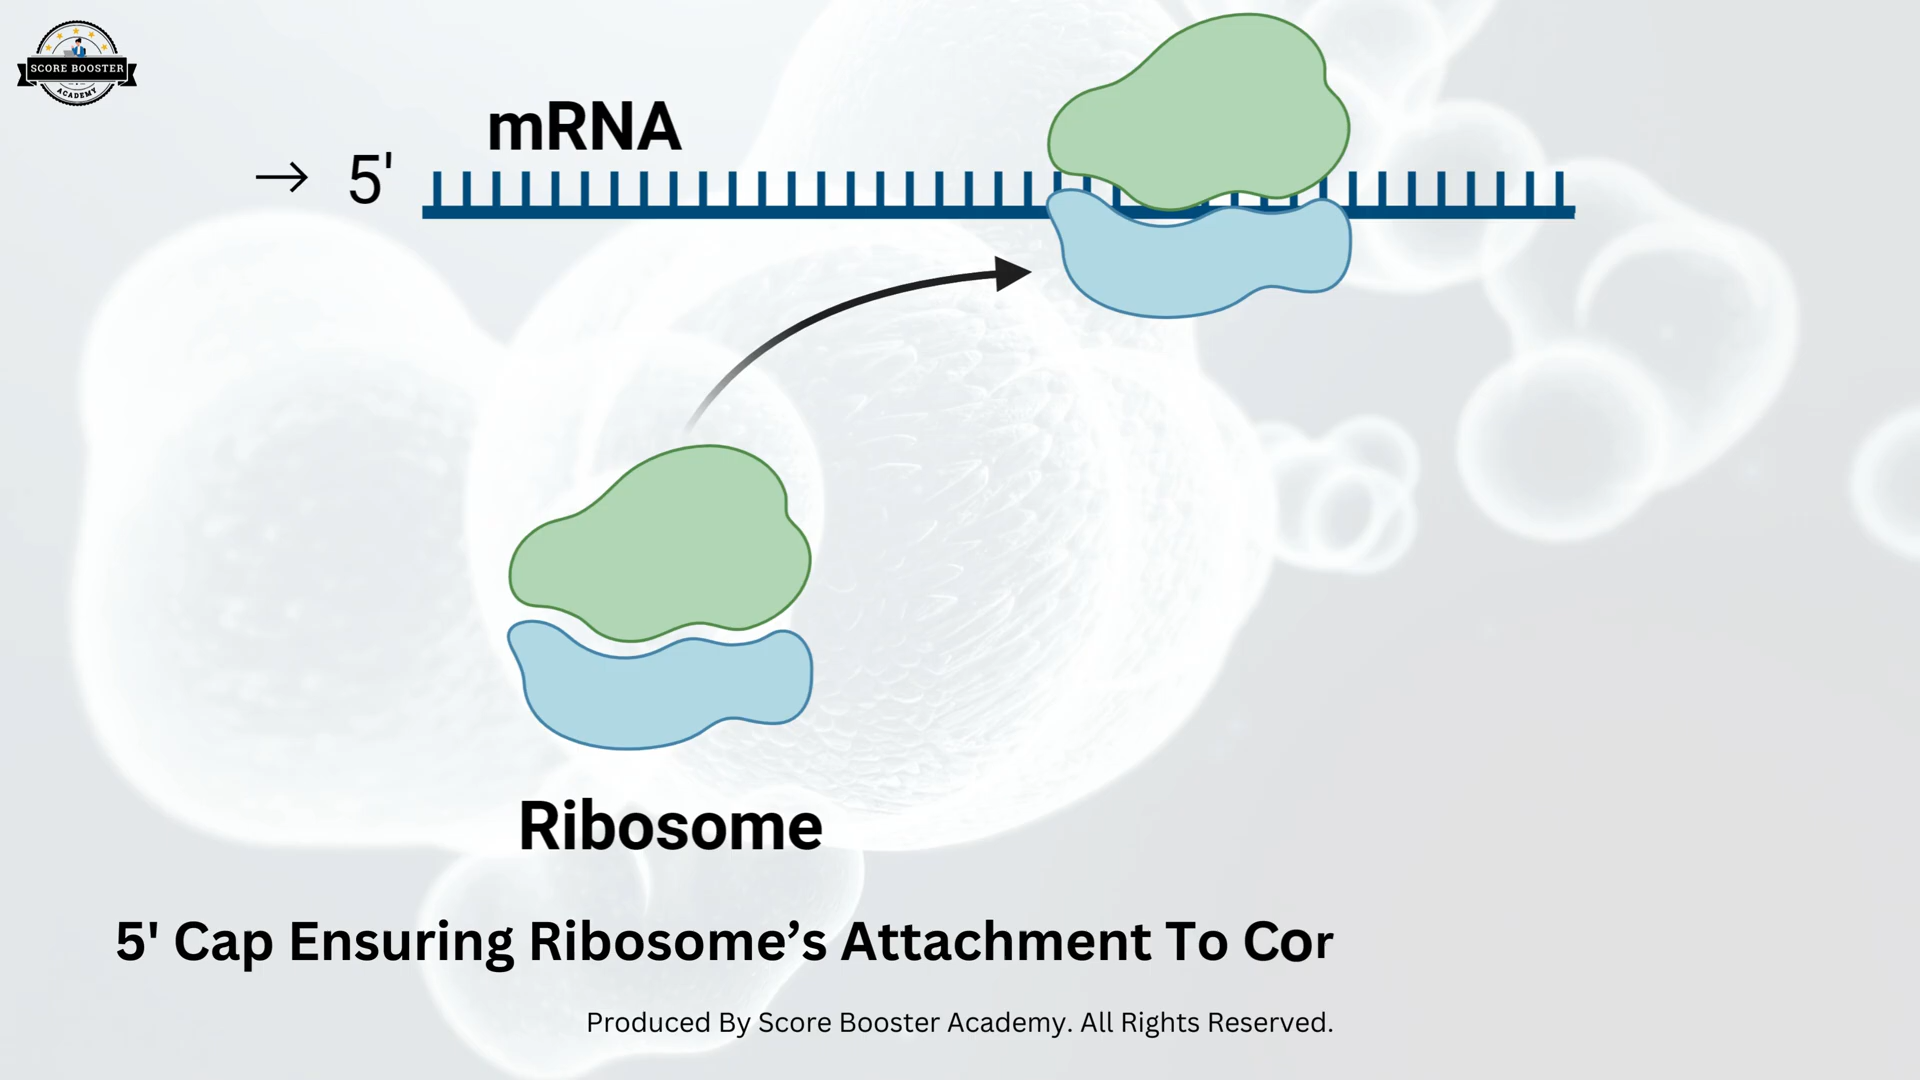 SCORE BOOSTER
ACADEMY
mRNA
→ 5'
Ribosome
5' Cap Ensuring Ribosome’s Attachment To Cor
Produced By Score Booster Academy. All Rights Reserved.